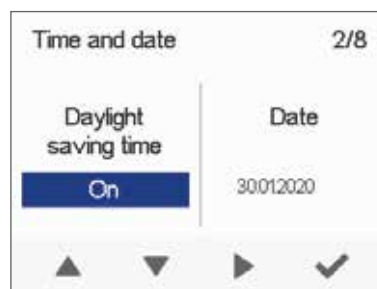 Time and date 2/8
Daylight
saving time
Date
On
30.01.2020